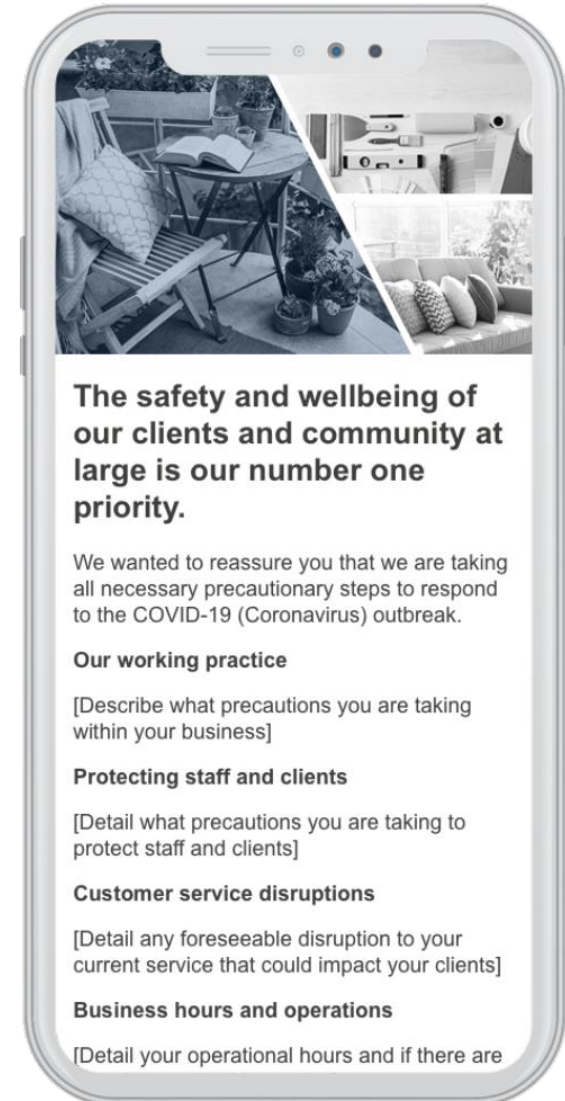 The safety and wellbeing of
our clients and community at
large is our number one
priority.
We wanted to reassure you that we are taking
all necessary precautionary steps to respond
to the COVID-19 (Coronavirus) outbreak.
Our working practice
[Describe what precautions you are taking
within your business]
Protecting staff and clients
[Detail what precautions you are taking to
protect staff and clients]
Customer service disruptions
[Detail any foreseeable disruption to your
current service that could impact your clients]
Business hours and operations
[Detail your operational hours and if there are